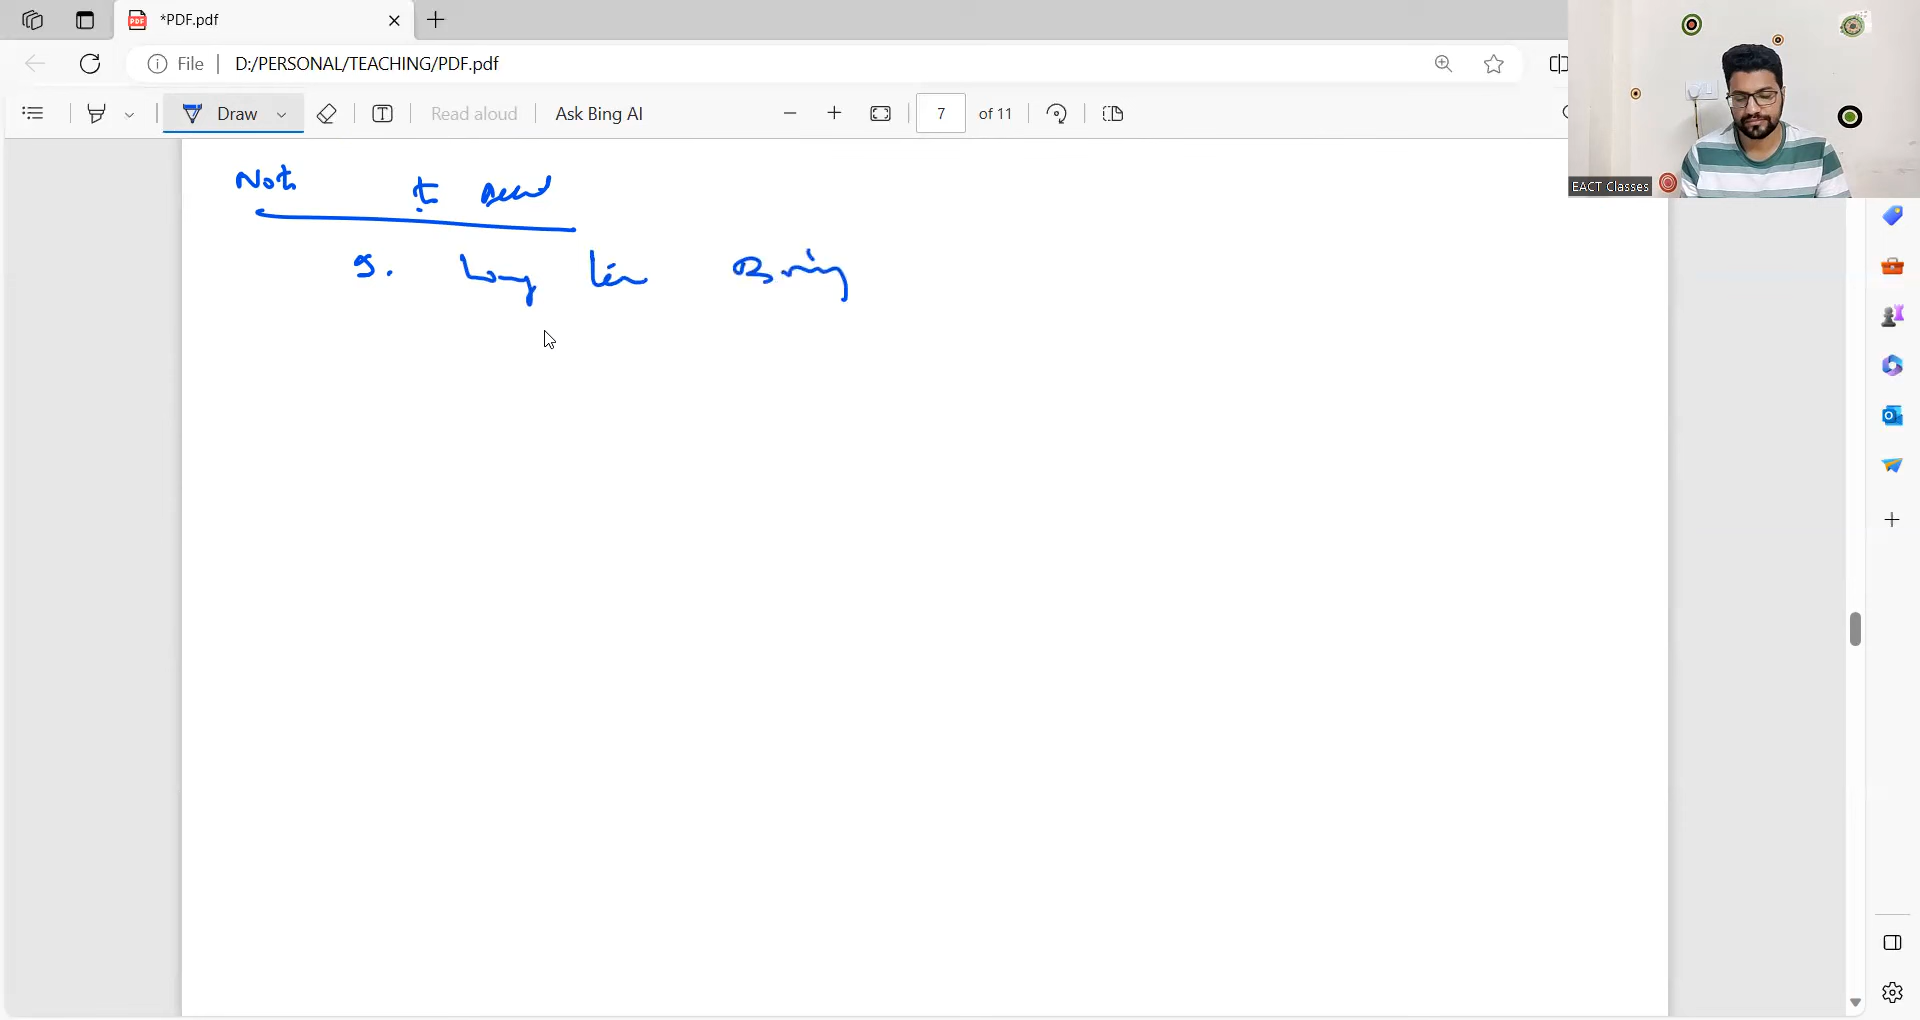 *PDF.pdf
File D:/PERSONAL/TEACHING/PDF.pdf
Draw Read aloud Ask Bing AI 7 of 11
EACT Classes
Not
5. Long